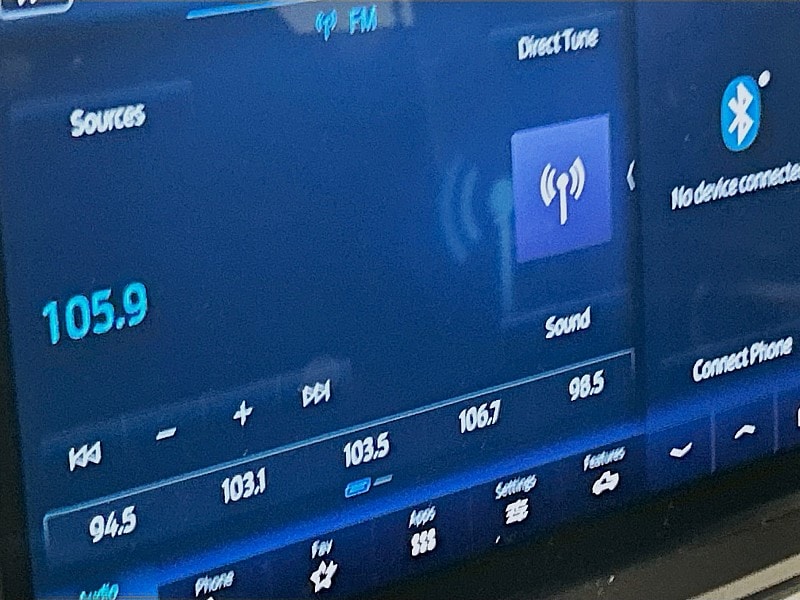 FM
Direct Tune
Sources
No device connected
105.9
Sound
Connect Phone
94.5 103.1 103.5 106.7 98.5
Audio Phone Fav Apps Settings Features